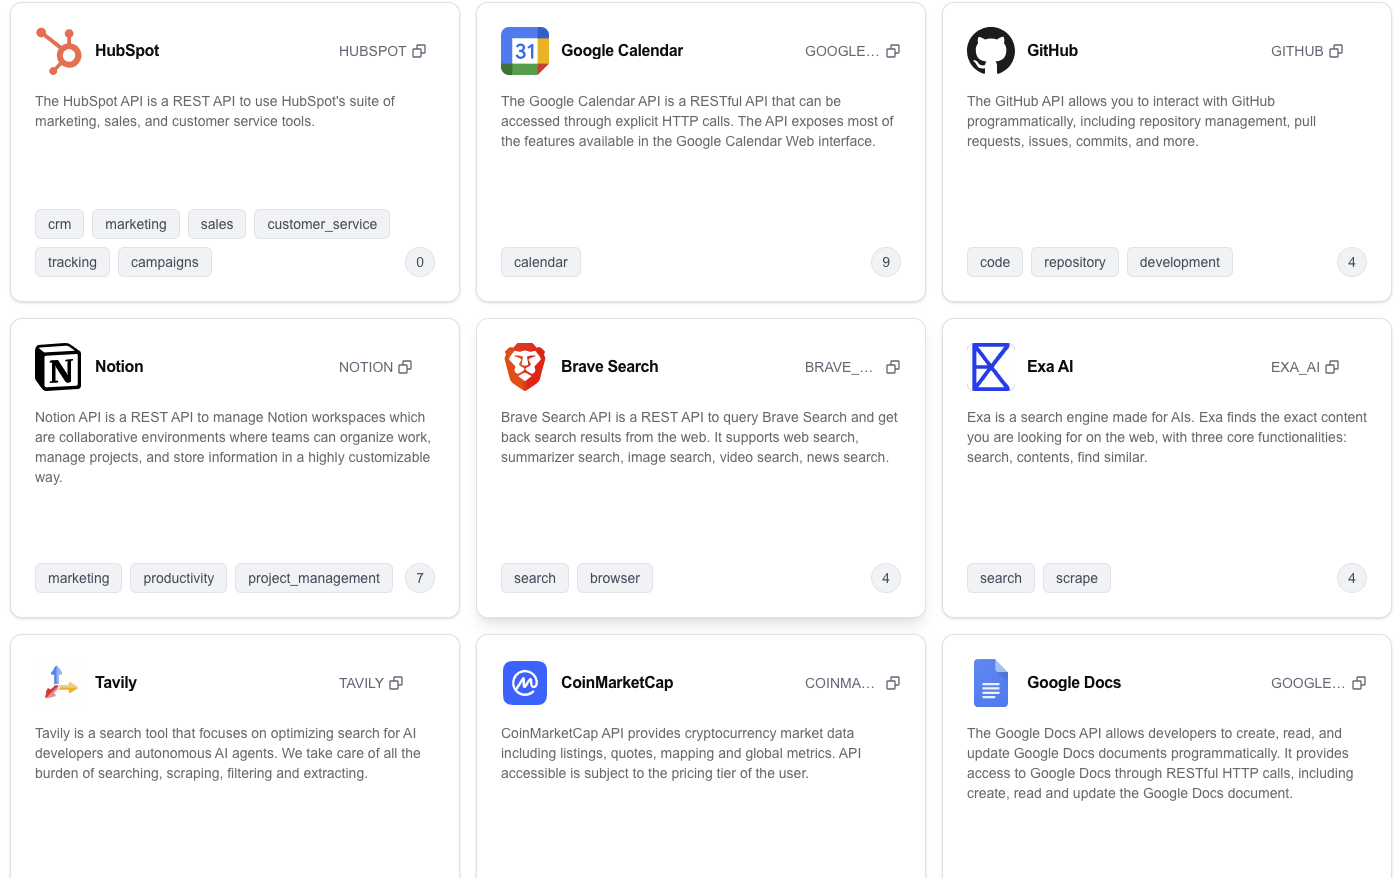 HubSpot
HUBSPOT
The HubSpot API is a REST API to use HubSpot's suite of
marketing, sales, and customer service tools.
crm
marketing
sales
customer_service
tracking
campaigns
0
31
Google Calendar
GOOGLE...
The Google Calendar API is a RESTful API that can be
accessed through explicit HTTP calls. The API exposes most of
the features available in the Google Calendar Web interface.
calendar
9
GitHub
GITHUB
The GitHub API allows you to interact with GitHub
programmatically, including repository management, pull
requests, issues, commits, and more.
code
repository
development
4
N
Notion
NOTION
Notion API is a REST API to manage Notion workspaces which
are collaborative environments where teams can organize work,
manage projects, and store information in a highly customizable
way.
marketing
productivity
project_management
7
Brave Search
BRAVE_...
Brave Search API is a REST API to query Brave Search and get
back search results from the web. It supports web search,
summarizer search, image search, video search, news search.
search
browser
4
Exa AI
EXA_AI
Exa is a search engine made for AIs. Exa finds the exact content
you are looking for on the web, with three core functionalities:
search, contents, find similar.
search
scrape
4
Tavily
TAVILY
Tavily is a search tool that focuses on optimizing search for AI
developers and autonomous AI agents. We take care of all the
burden of searching, scraping, filtering and extracting.
CoinMarketCap
COINMA...
CoinMarketCap API provides cryptocurrency market data
including listings, quotes, mapping and global metrics. API
accessible is subject to the pricing tier of the user.
Google Docs
GOOGLE...
The Google Docs API allows developers to create, read, and
update Google Docs documents programmatically. It provides
access to Google Docs through RESTful HTTP calls, including
create, read and update the Google Docs document.